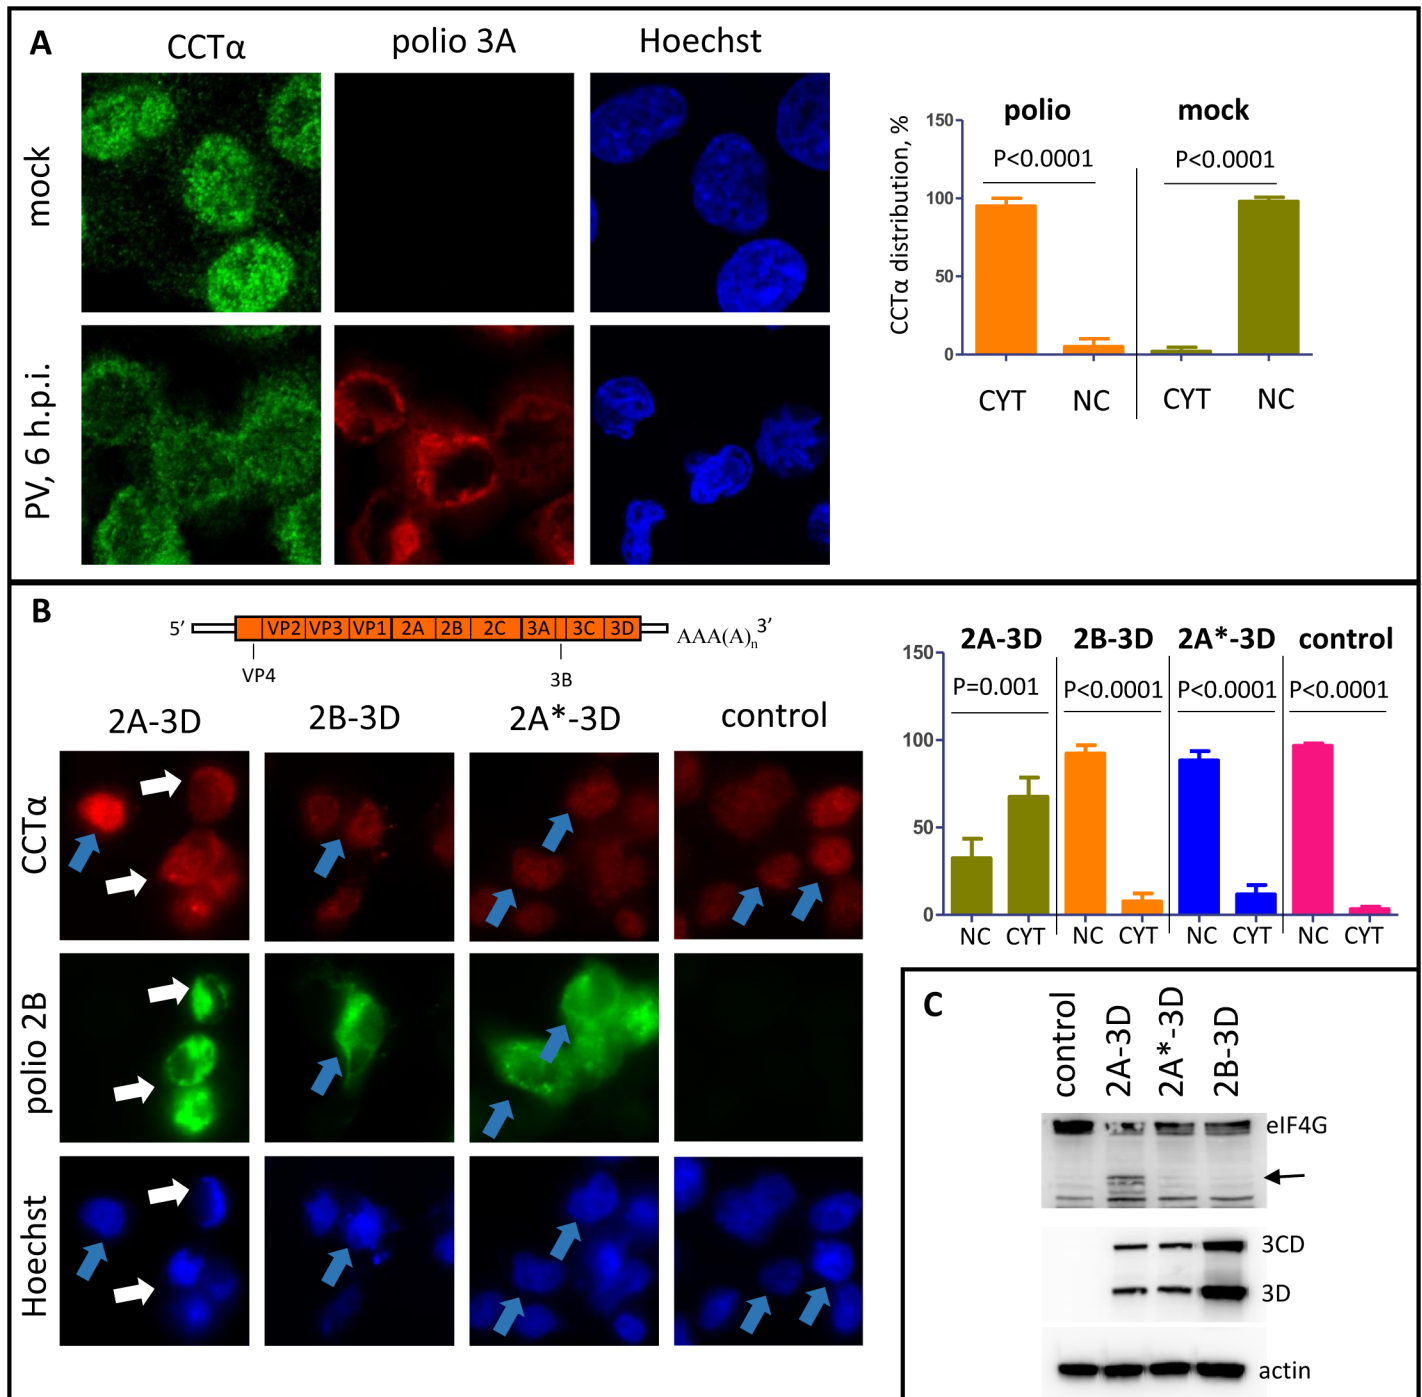 A
CCTα
polio 3A
Hoechst
mock
PV, 6 h.p.i.
CCTα distribution, %
polio
mock
P<0.0001
P<0.0001
150
100
50
0
CYT
NC
CYT
NC
B
5’
VP2
VP3
VP1
2A
2B
2C
3A
3C
3D
AAA(A)n
3’
VP4
3B
2A-3D
2B-3D
2A*-3D
control
CCTα
polio 2B
Hoechst
2A-3D
2B-3D
2A*-3D
control
P=0.001
P<0.0001
P<0.0001
P<0.0001
150
100
50
0
NC
CYT
NC
CYT
NC
CYT
NC
CYT
C
control
2A-3D
2A*-3D
2B-3D
eIF4G
3CD
3D
actin